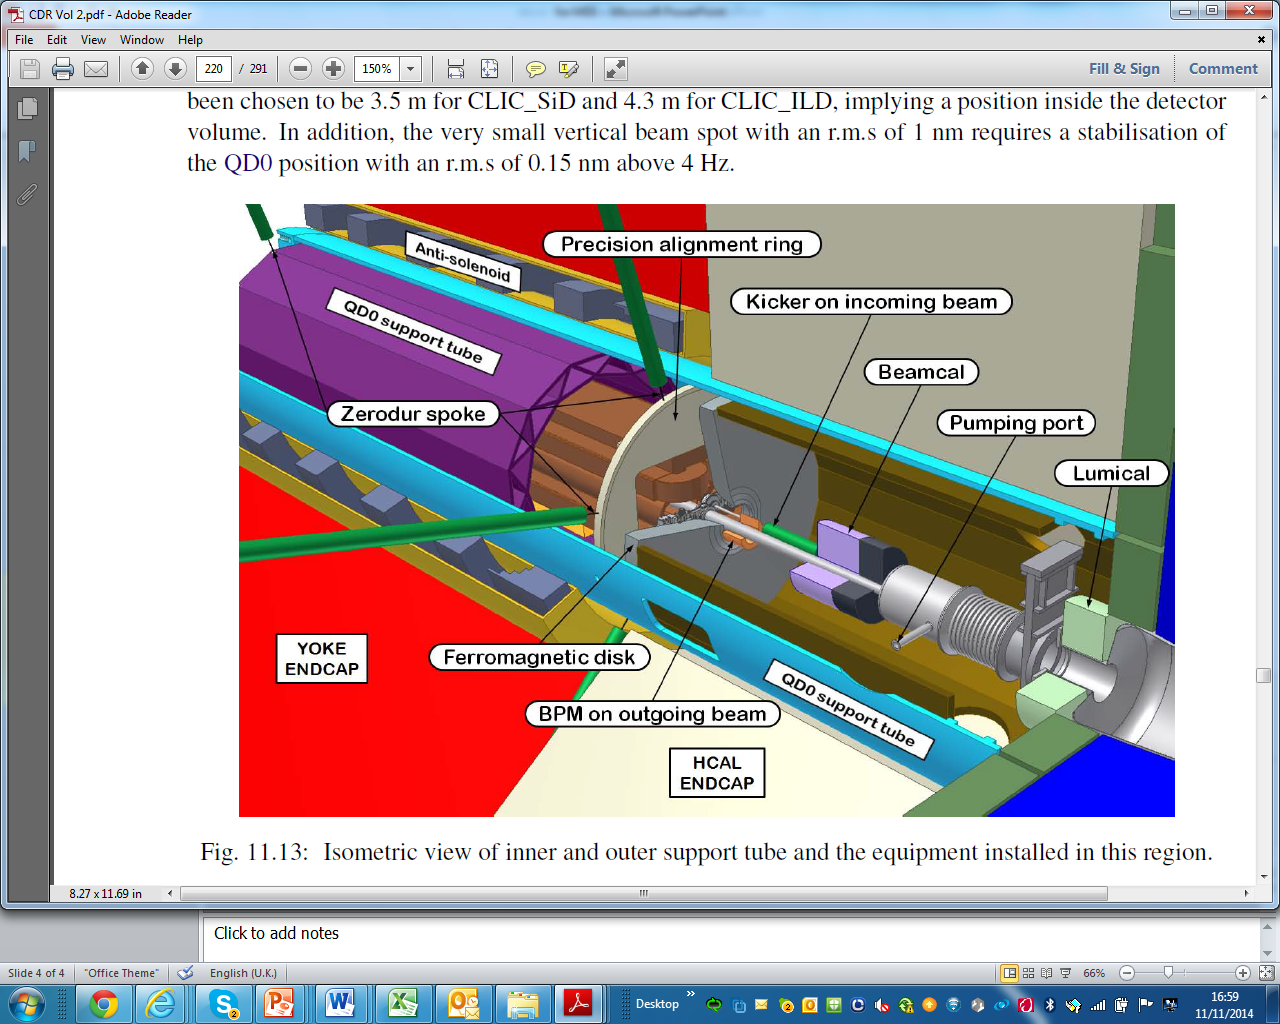 CDR Vol 2.pdf - Adobe Reader
File Edit View Window Help
220 / 291 150% Fill & Sign Comment
been chosen to be 3.5 m for CLIC_SiD and 4.3 m for CLIC_ILD, implying a position inside the detector
volume. In addition, the very small vertical beam spot with an r.m.s of 1 nm requires a stabilisation of
the QD0 position with an r.m.s of 0.15 nm above 4 Hz.
Anti-solenoid
Precision alignment ring
QD0 support tube
Kicker on incoming beam
Beamcal
Zerodur spoke
Pumping port
Lumical
YOKE
ENDCAP
Ferromagnetic disk
BPM on outgoing beam
QD0 support tube
HCAL
ENDCAP
Fig. 11.13: Isometric view of inner and outer support tube and the equipment installed in this region.
8.27 x 11.69 in
Click to add notes
Slide 4 of 4 "Office Theme" English (U.K.) 66%
Desktop 16:59
11/11/2014